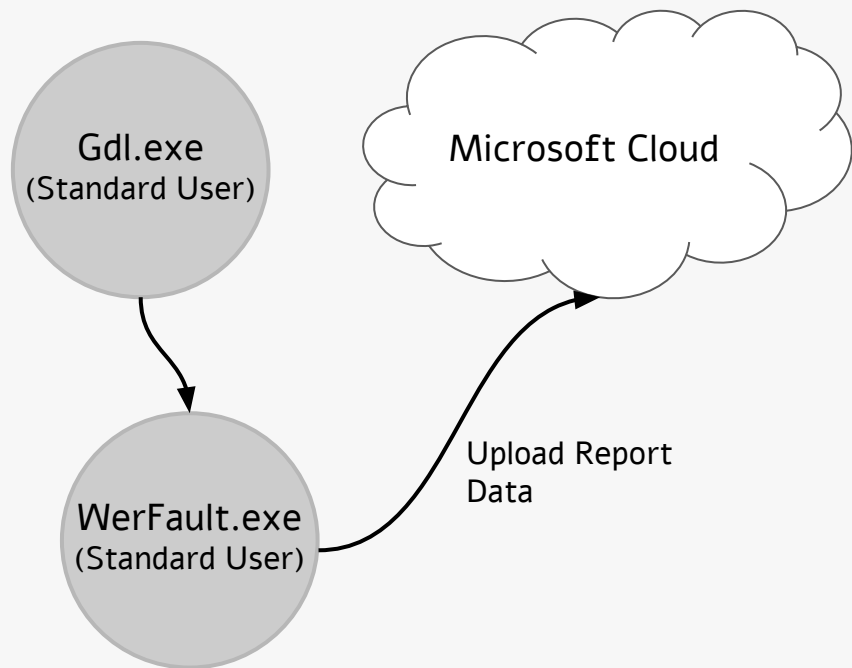 Gdl.exe
(Standard User)
Microsoft Cloud
WerFault.exe
(Standard User)
Upload Report
Data